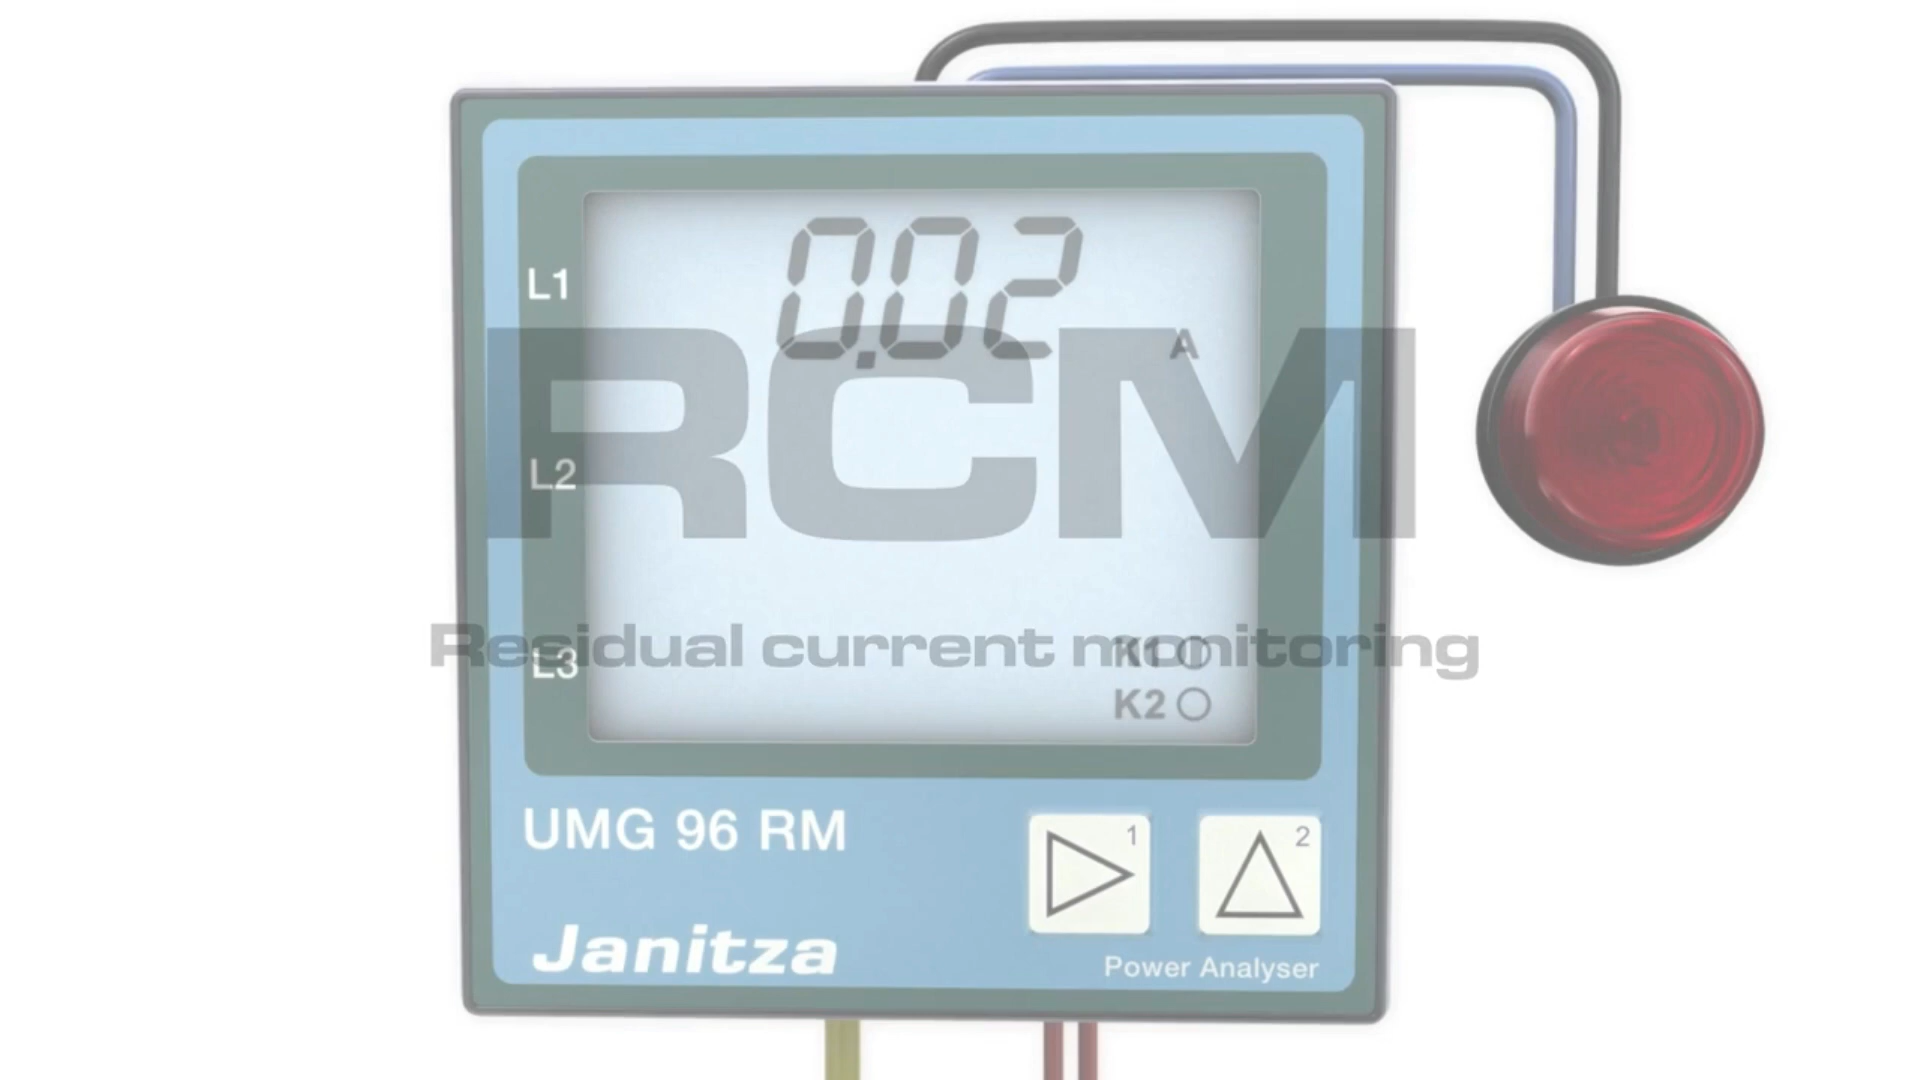 0.02
L1
A
RCM
L2
Residual current monitoring
L3
K1
K2
UMG 96 RM
1
2
Janitza
Power Analyser